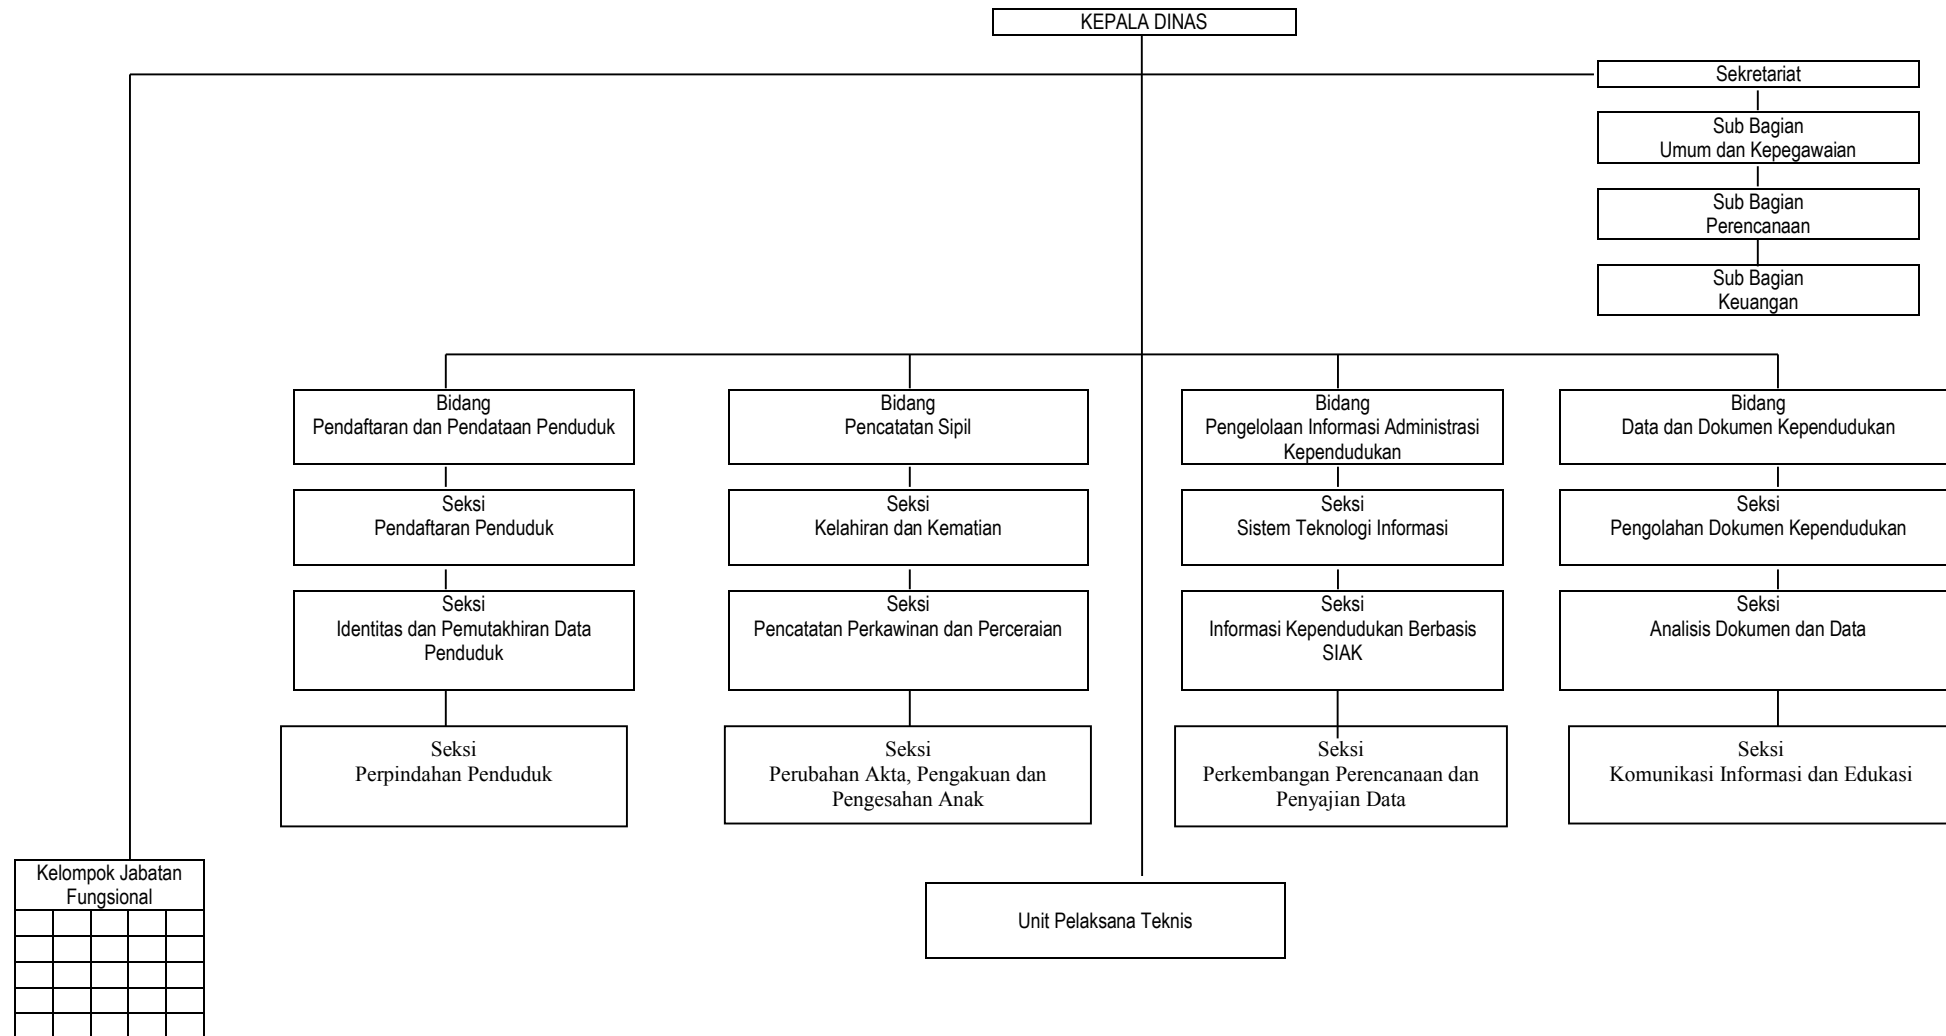 KEPALA DINAS
Sekretariat
Sub Bagian
Umum dan Kepegawaian
Sub Bagian
Perencanaan
Sub Bagian
Keuangan
Bidang
Pendaftaran dan Pendataan Penduduk
Bidang
Pencatatan Sipil
Bidang
Pengelolaan Informasi Administrasi
Kependudukan
Bidang
Data dan Dokumen Kependudukan
Seksi
Pendaftaran Penduduk
Seksi
Kelahiran dan Kematian
Seksi
Sistem Teknologi Informasi
Seksi
Pengolahan Dokumen Kependudukan
Seksi
Identitas dan Pemutakhiran Data
Penduduk
Seksi
Pencatatan Perkawinan dan Perceraian
Seksi
Informasi Kependudukan Berbasis
SIAK
Seksi
Analisis Dokumen dan Data
Seksi
Perpindahan Penduduk
Seksi
Perubahan Akta, Pengakuan dan
Pengesahan Anak
Seksi
Perkembangan Perencanaan dan
Penyajian Data
Seksi
Komunikasi Informasi dan Edukasi
Kelompok Jabatan
Fungsional
Unit Pelaksana Teknis